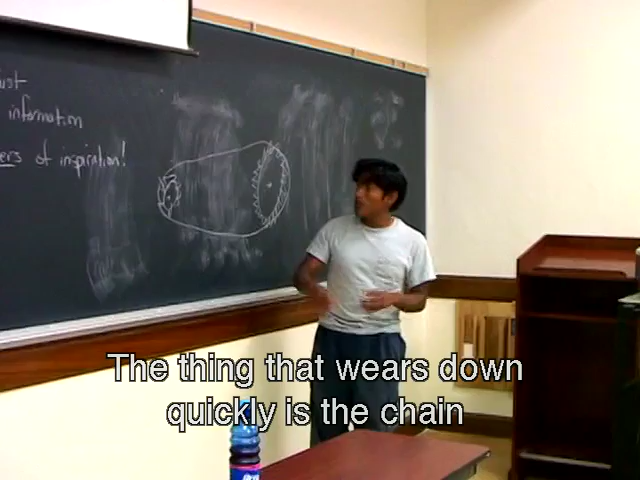 information
of inspiration!
The thing that wears down
quickly is the chain